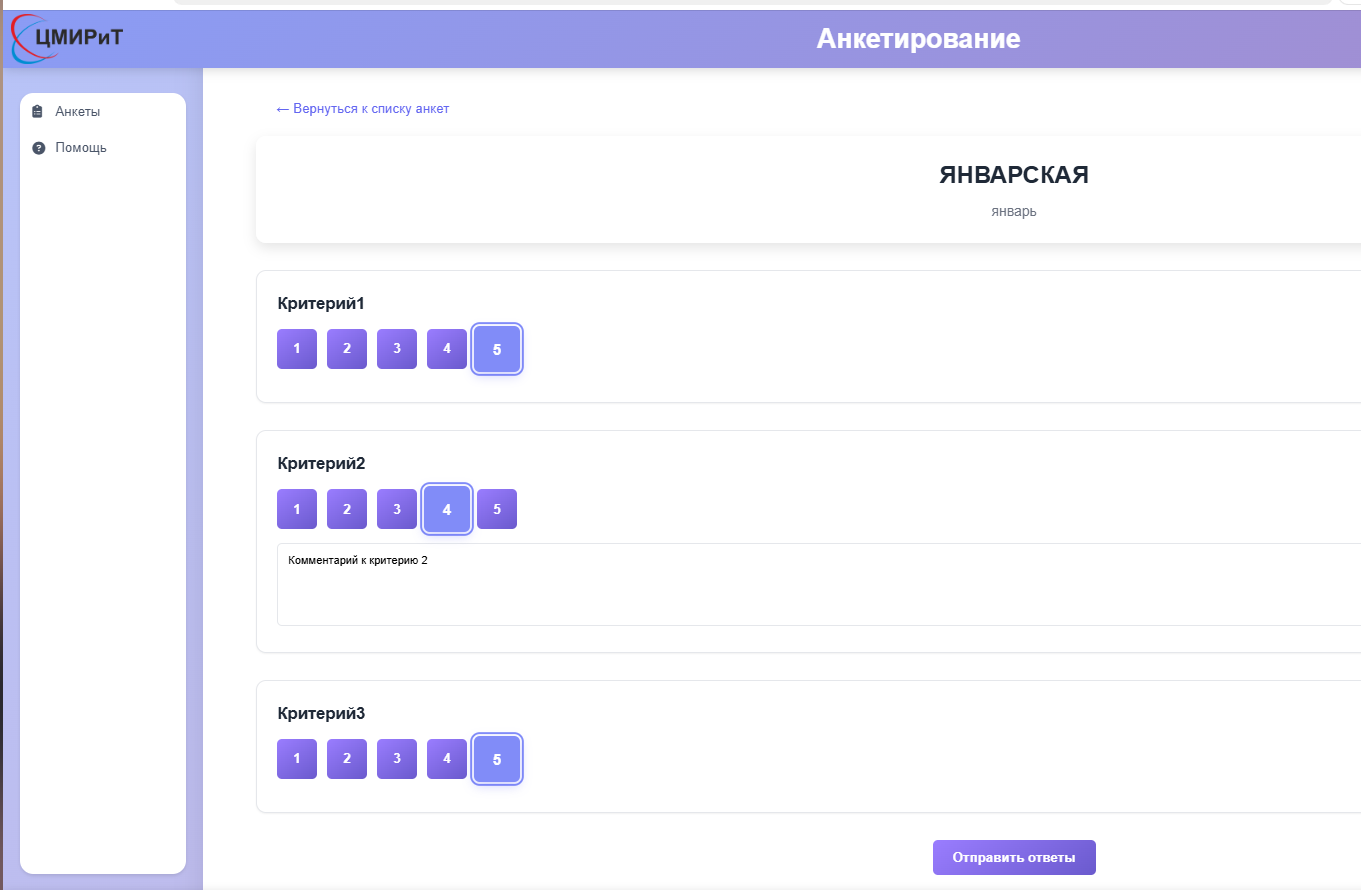 ЦМИРиТ
Анкетирование
Анкеты
Помощь
← Вернуться к списку анкет
ЯНВАРСКАЯ
январь
Критерий1
1 2 3 4 5
Критерий2
1 2 3 4 5
Комментарий к критерию 2
Критерий3
1 2 3 4 5
Отправить ответы